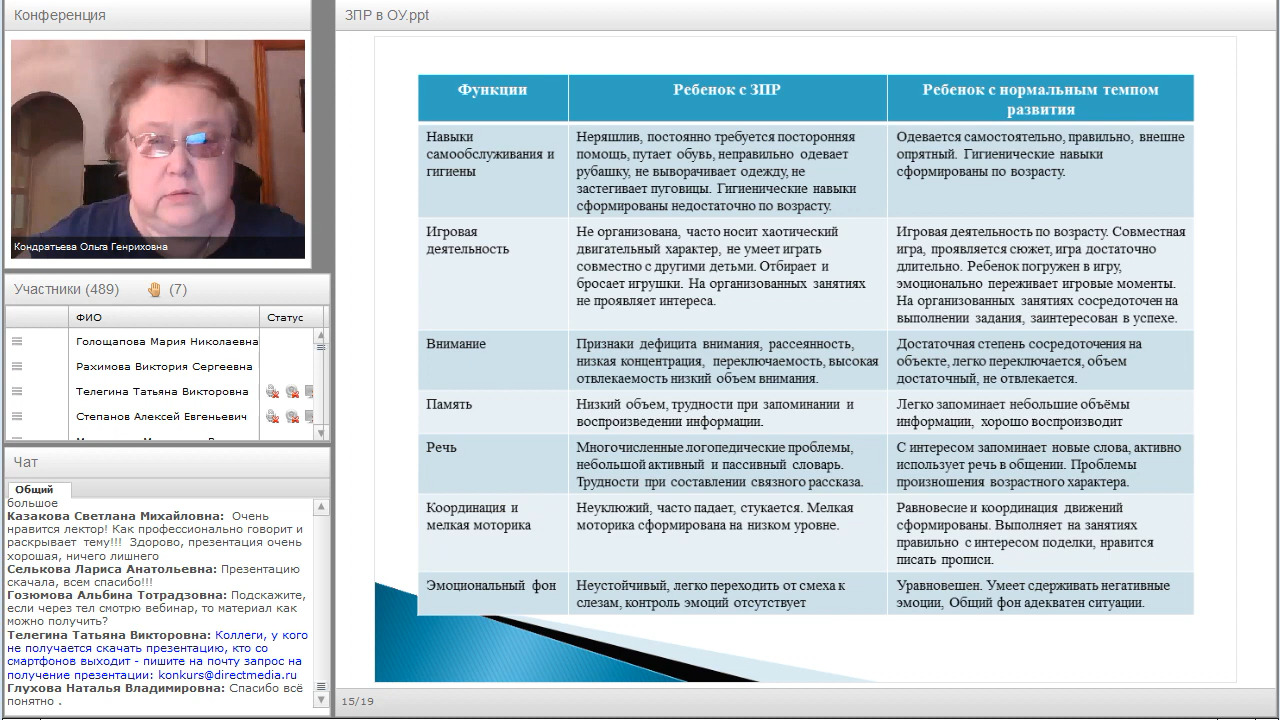 Конференция
Кондратьева Ольга Генриховна
Участники (489)
(7)
ФИО
Статус
Голощапова Мария Николаевна
Рахимова Виктория Сергеевна
Телегина Татьяна Викторовна
Степанов Алексей Евгеньевич
Чат
Общий
большое
Казакова Светлана Михайловна: Очень
нравится лектор! Как профессионально говорит и
раскрывает тему!!! Здорово, презентация очень
хорошая, ничего лишнего
Селькова Лариса Анатольевна: Презентацию
скачала, всем спасибо!!!
Гозюмова Альбина Тотрадзовна: Подскажите,
если через тел смотрю вебинар, то материал как
можно получить?
Телегина Татьяна Викторовна: Коллеги, у кого
не получается скачать презентацию, кто со
смартфонов выходит - пишите на почту запрос на
получение презентации: konkurs@directmedia.ru
Глухова Наталья Владимировна: Спасибо всё
понятно .
ЗПР в ОУ.ppt
Функции
Ребенок с ЗПР
Ребенок с нормальным темпом
развития
Навыки
самообслуживания и
гигиены
Неряшлив, постоянно требуется посторонняя
помощь, путает обувь, неправильно одевает
рубашку, не выворачивает одежду, не
застегивает пуговицы. Гигиенические навыки
сформированы недостаточно по возрасту.
Одевается самостоятельно, правильно, внешне
опрятный. Гигиенические навыки
сформированы по возрасту.
Игровая
деятельность
Не организована, часто носит хаотический
двигательный характер, не умеет играть
совместно с другими детьми. Отбирает и
бросает игрушки. На организованных занятиях
не проявляет интереса.
Игровая деятельность по возрасту. Совместная
игра, проявляется сюжет, игра достаточно
длительно. Ребенок погружен в игру,
эмоционально переживает игровые моменты.
На организованных занятиях сосредоточен на
выполнении задания, заинтересован в успехе.
Внимание
Признаки дефицита внимания, рассеянность,
низкая концентрация, переключаемость, высокая
отвлекаемость низкий объем внимания.
Достаточная степень сосредоточения на
объекте, легко переключается, объем
достаточный, не отвлекается.
Память
Низкий объем, трудности при запоминании и
воспроизведении информации.
Легко запоминает небольшие объёмы
информации, хорошо воспроизводит
Речь
Многочисленные логопедические проблемы,
небольшой активный и пассивный словарь.
Трудности при составлении связного рассказа.
С интересом запоминает новые слова, активно
использует речь в общении. Проблемы
произношения возрастного характера.
Координация и
мелкая моторика
Неуклюжий, часто падает, стукается. Мелкая
моторика сформирована на низком уровне.
Равновесие и координация движений
сформированы. Выполняет на занятиях
правильно с интересом поделки, нравится
писать прописи.
Эмоциональный фон
Неустойчивый, легко переходить от смеха к
слезам, контроль эмоций отсутствует
Уравновешен. Умеет сдерживать негативные
эмоции, Общий фон адекватен ситуации.
15/19